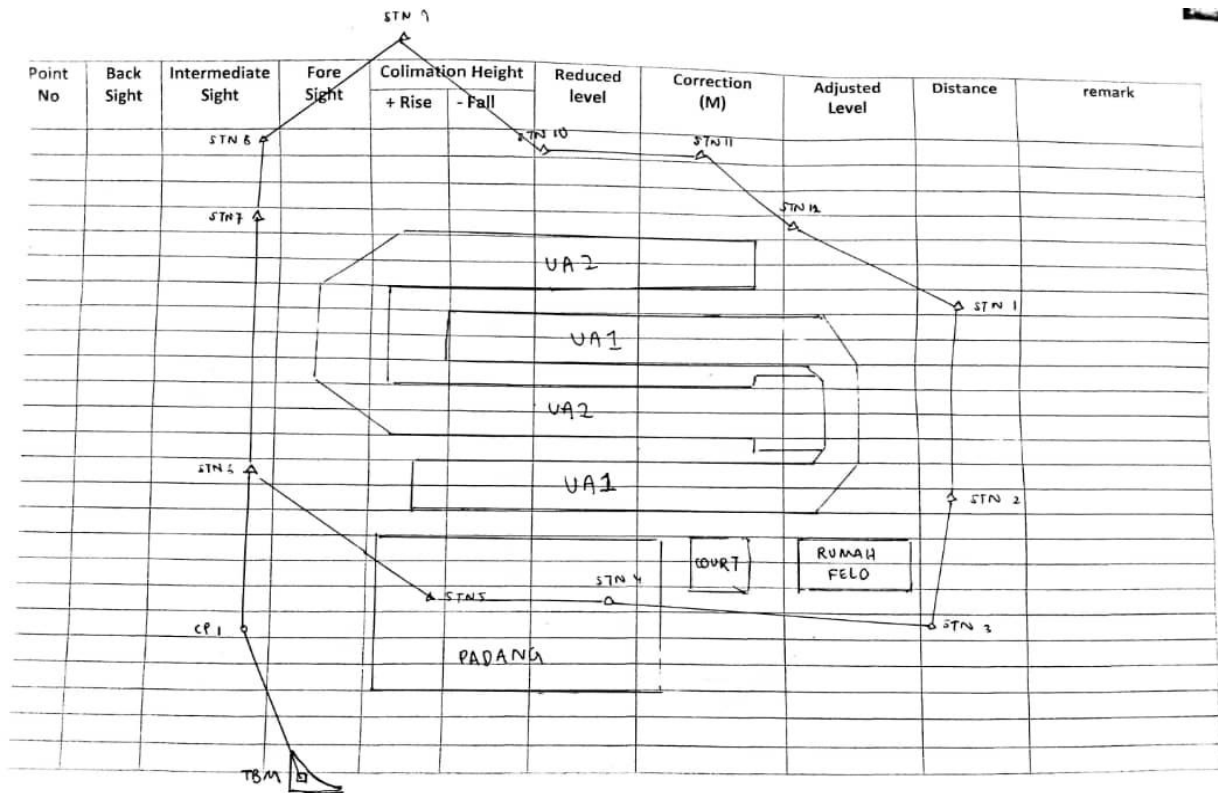 STN 9
Point No
Back Sight
Intermediate Sight
Fore Sight
Colimation Height
+ Rise
- Fall
Reduced level
Correction (M)
Adjusted Level
Distance
remark
STN 8
STN 10
STN 11
STN 7
STN 12
UA2
STN 1
UA1
UA2
STN 6
UA1
STN 2
COURT
RUMAH FELO
STN 5
STN 4
STN 3
CP 1
PADANG
TBM